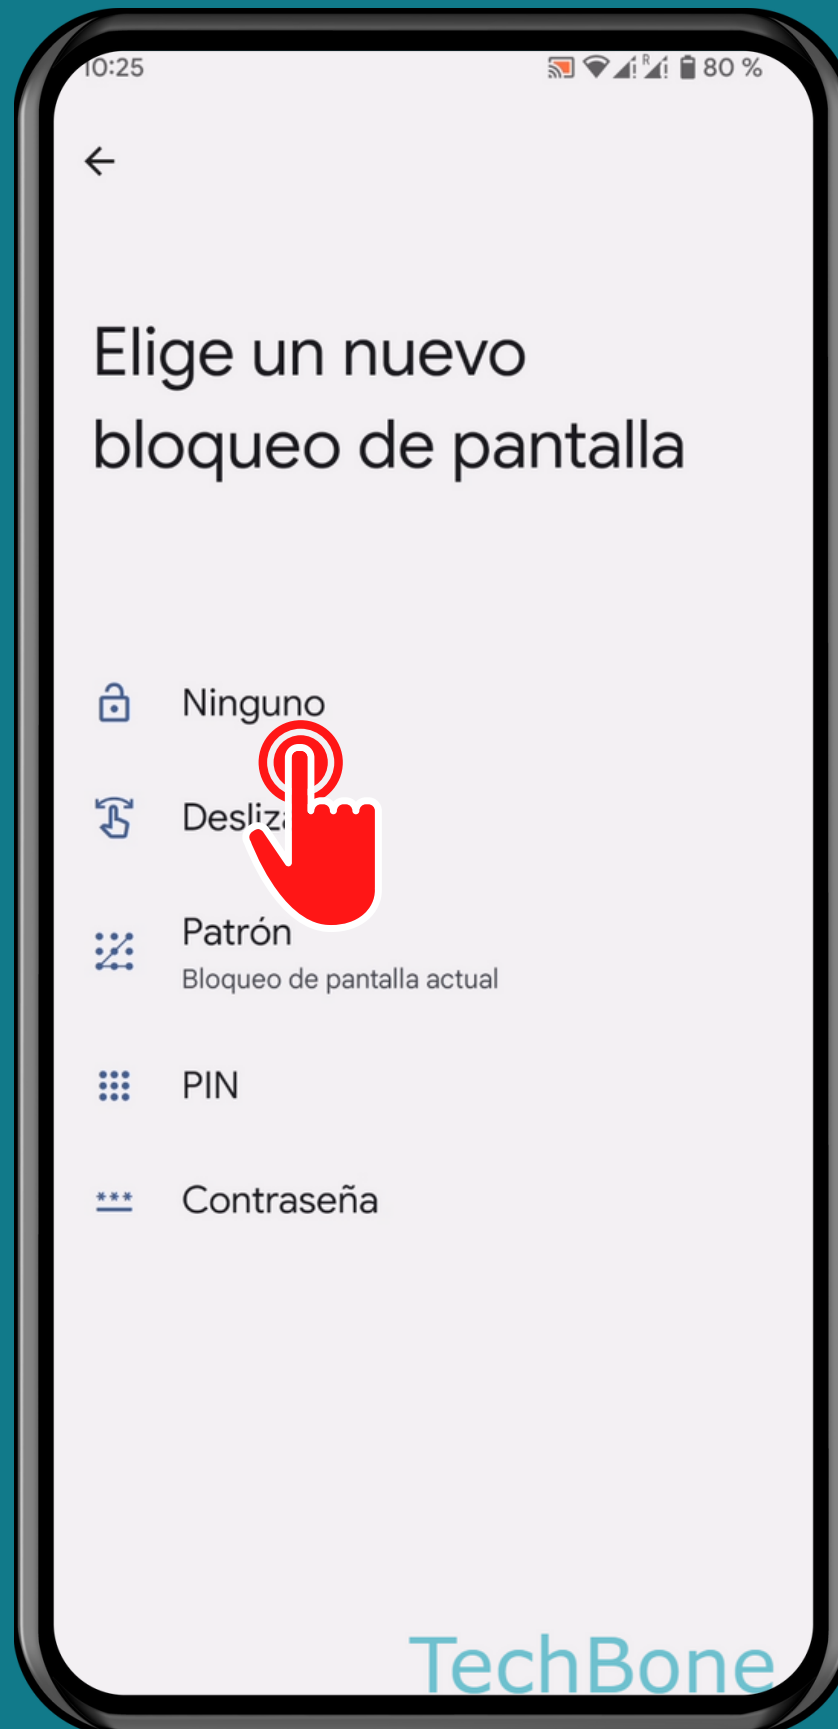 10:25
R
80 %
Elige un nuevo
bloqueo de pantalla
Ninguno
Patrón
Bloqueo de pantalla actual
PIN
***
Contraseña
TechBone